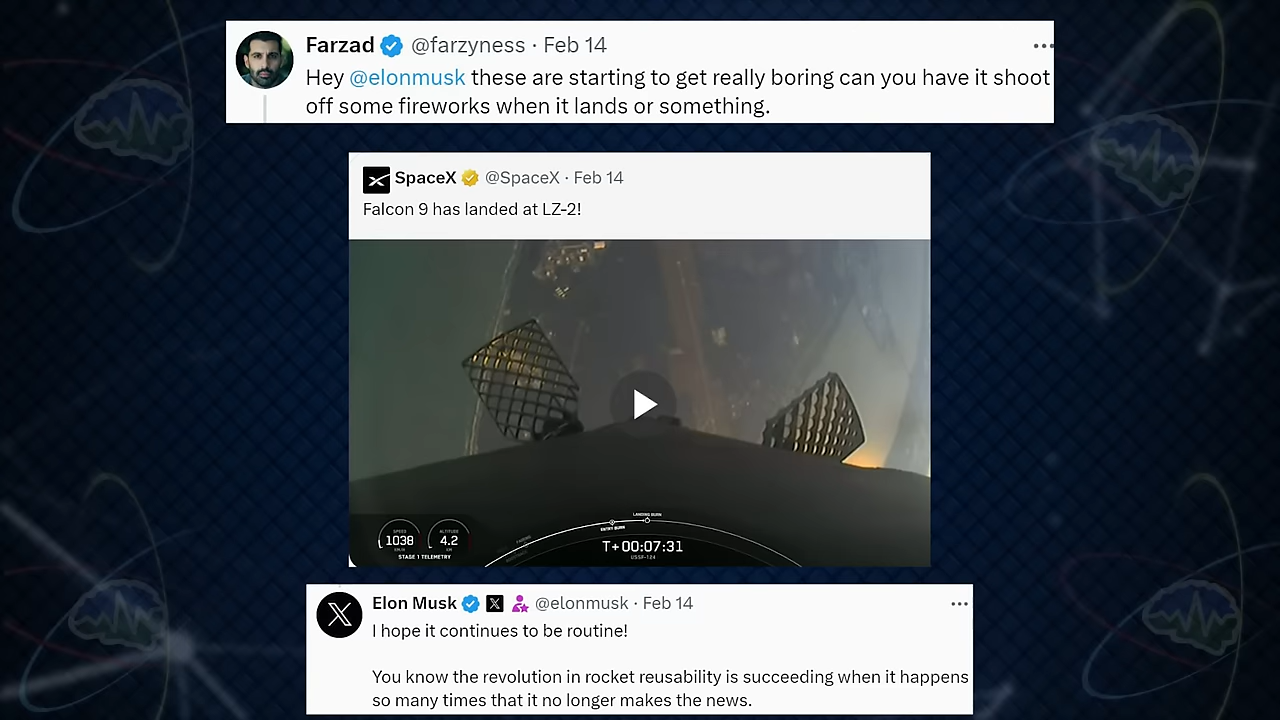 Farzad @farzyness · Feb 14
Hey @elonmusk these are starting to get really boring can you have it shoot
off some fireworks when it lands or something.
SpaceX @SpaceX · Feb 14
Falcon 9 has landed at LZ-2!
LANDING BURN
ENTRY BURN
SPEED
1038
KM/H
ALTITUDE
4.2
KM
STAGE 1 TELEMETRY
T+00:07:31
USSF-124
Elon Musk @elonmusk · Feb 14
I hope it continues to be routine!
You know the revolution in rocket reusability is succeeding when it happens
so many times that it no longer makes the news.